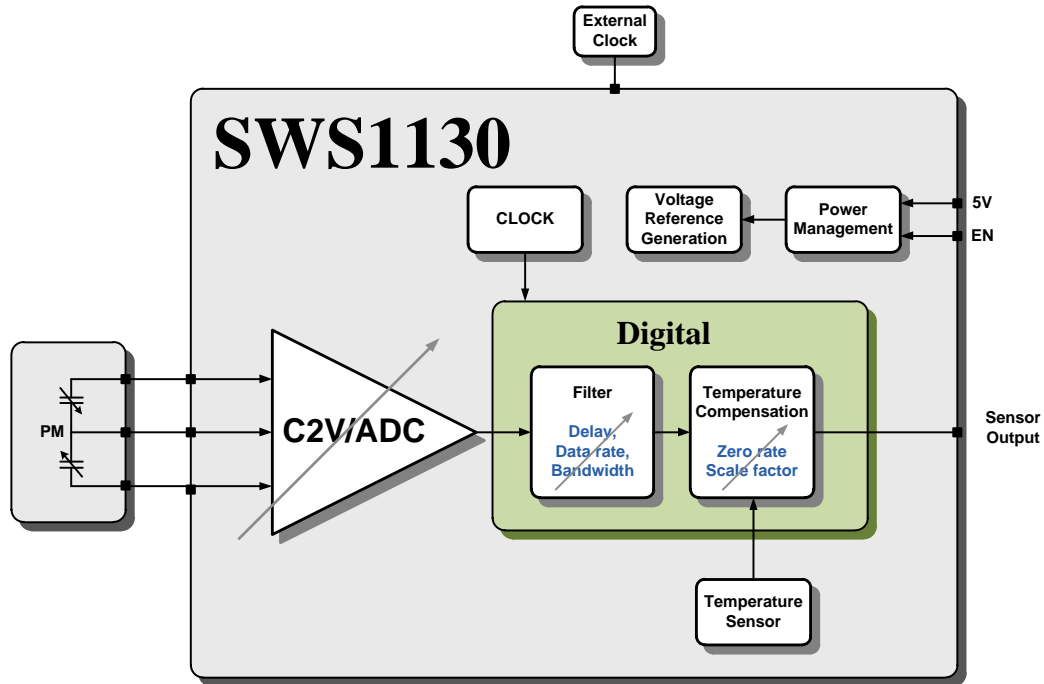 External
Clock
SWS1130
CLOCK
Voltage
Reference
Generation
Power
Management
5V
EN
Digital
PM
C2V/ADC
Filter
Delay,
Data rate,
Bandwidth
Temperature
Compensation
Zero rate
Scale factor
Sensor
Output
Temperature
Sensor